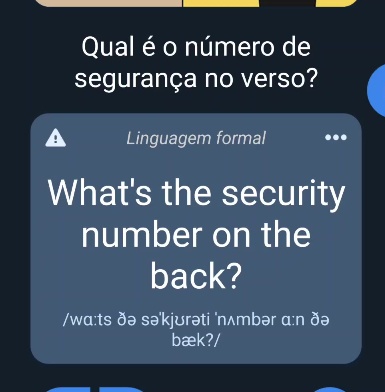 Qual é o número de
segurança no verso?
Linguagem formal
What's the security
number on the
back?
/wɑːts ðə səˈkjʊrəti ˈnʌmbər ɑːn ðə
bæk?/